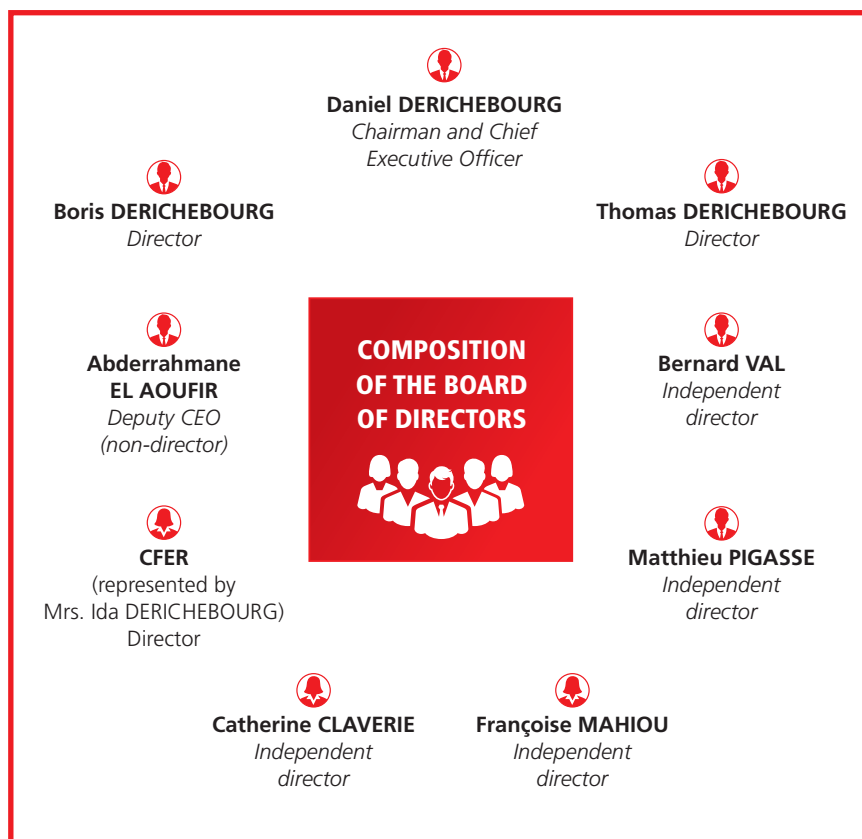 Daniel DERICHEBOURG
Chairman and Chief
Executive Officer
Boris DERICHEBOURG
Director
Thomas DERICHEBOURG
Director
COMPOSITION
OF THE BOARD
OF DIRECTORS
Abderrahmane
EL AOUFIR
Deputy CEO
(non-director)
Bernard VAL
Independent
director
CFER
(represented by
Mrs. Ida DERICHEBOURG)
Director
Matthieu PIGASSE
Independent
director
Catherine CLAVERIE
Independent
director
Françoise MAHIOU
Independent
director